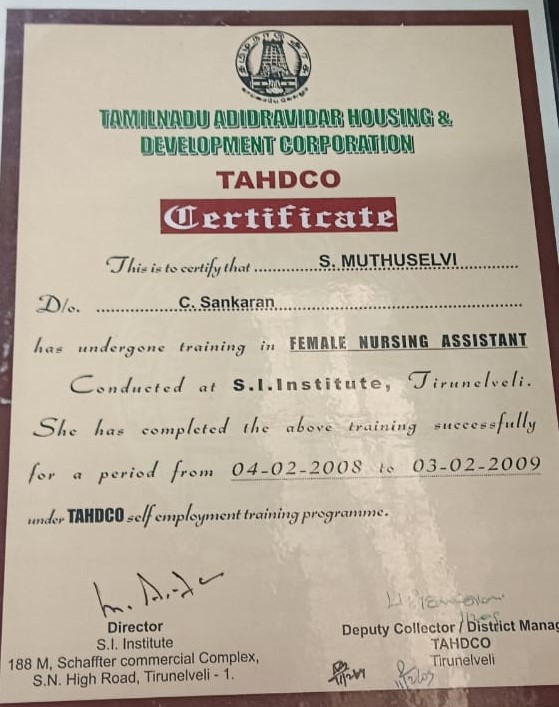 TAMILNADU ADIDRAVIDAR HOUSING &
DEVELOPMENT CORPORATION
TAHDCO
Certificate
This is to certify that ............... S. MUTHUSELVI ...............
D/o. .................. C. Sankaran ..................
has undergone training in FEMALE NURSING ASSISTANT
Conducted at S.I.Institute, Tirunelveli.
She has completed the above training successfully
for a period from 04-02-2008 to 03-02-2009
under TAHDCO self employment training programme.
Director
S.I. Institute
188 M, Schaffter commercial Complex,
S.N. High Road, Tirunelveli - 1.
Deputy Collector / District Manag
TAHDCO
Tirunelveli